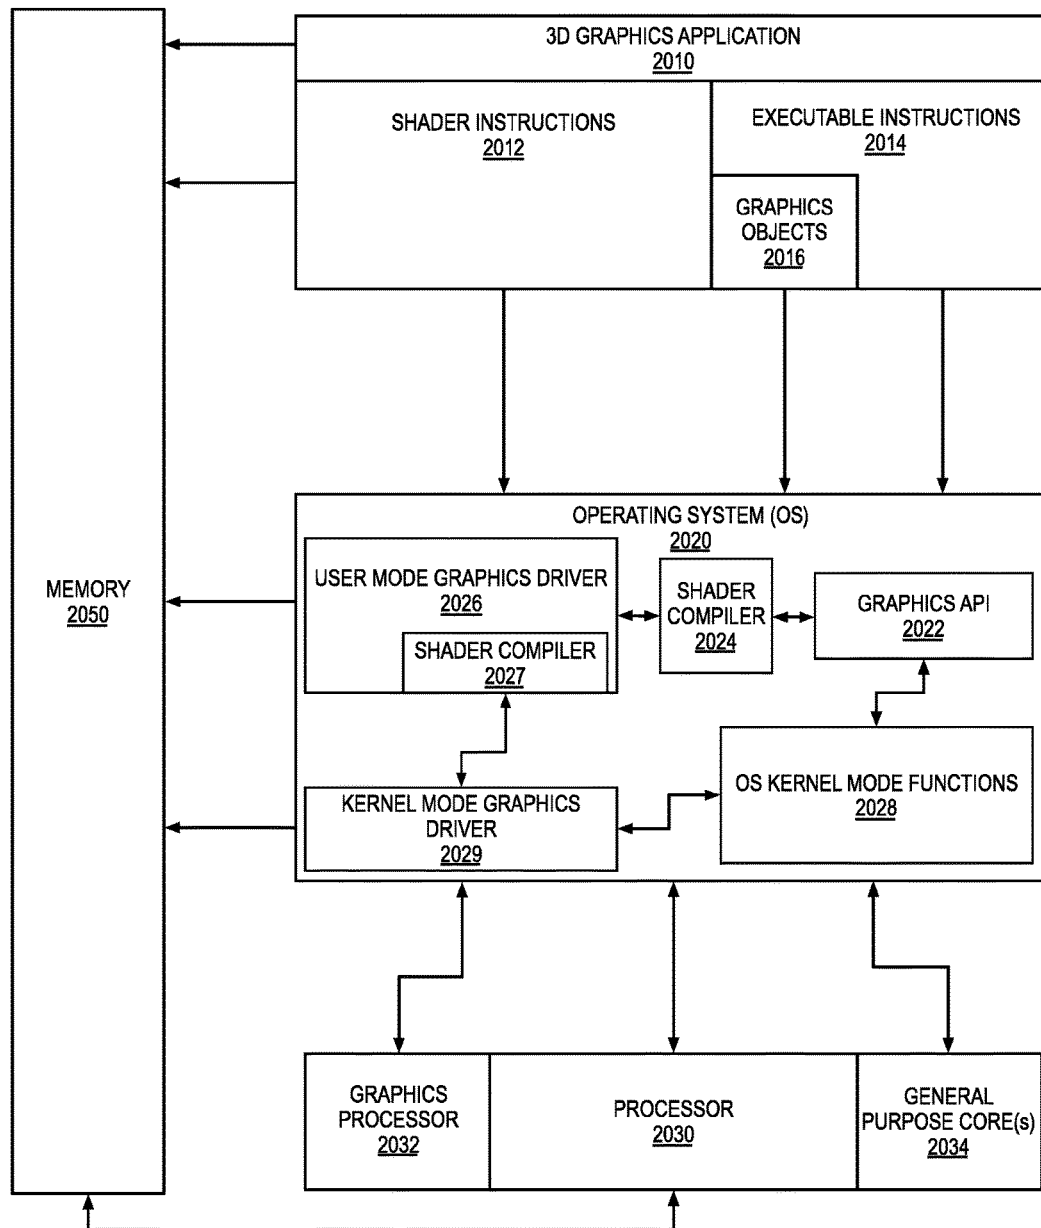 3D GRAPHICS APPLICATION
2010
SHADER INSTRUCTIONS
2012
EXECUTABLE INSTRUCTIONS
2014
GRAPHICS
OBJECTS
2016
MEMORY
2050
OPERATING SYSTEM (OS)
2020
USER MODE GRAPHICS DRIVER
2026
SHADER COMPILER
2027
SHADER
COMPILER
2024
GRAPHICS API
2022
KERNEL MODE GRAPHICS
DRIVER
2029
OS KERNEL MODE FUNCTIONS
2028
GRAPHICS
PROCESSOR
2032
PROCESSOR
2030
GENERAL
PURPOSE CORE(s)
2034